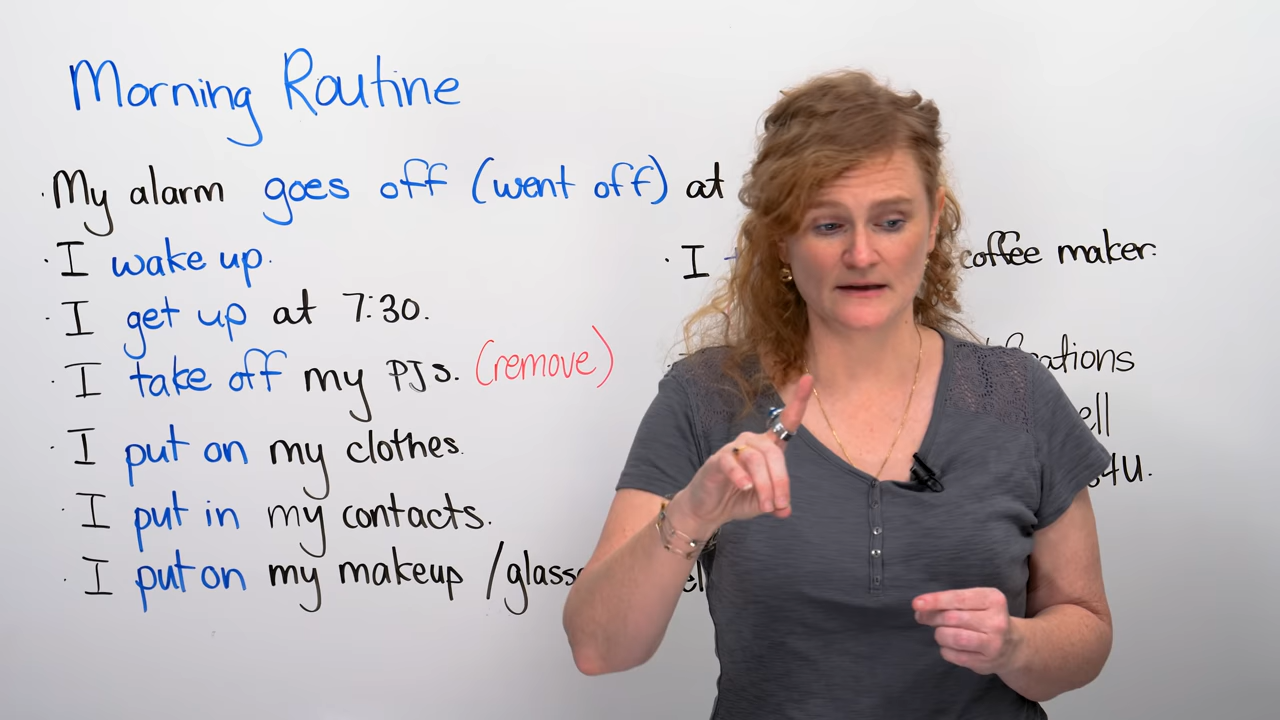 Morning Routine
· My alarm goes off (went off) at
· I wake up.
· I get up at 7:30.
· I take off my PJs. (remove)
· I put on my clothes.
· I put in my contacts.
· I put on my makeup /
· I
coffee maker.